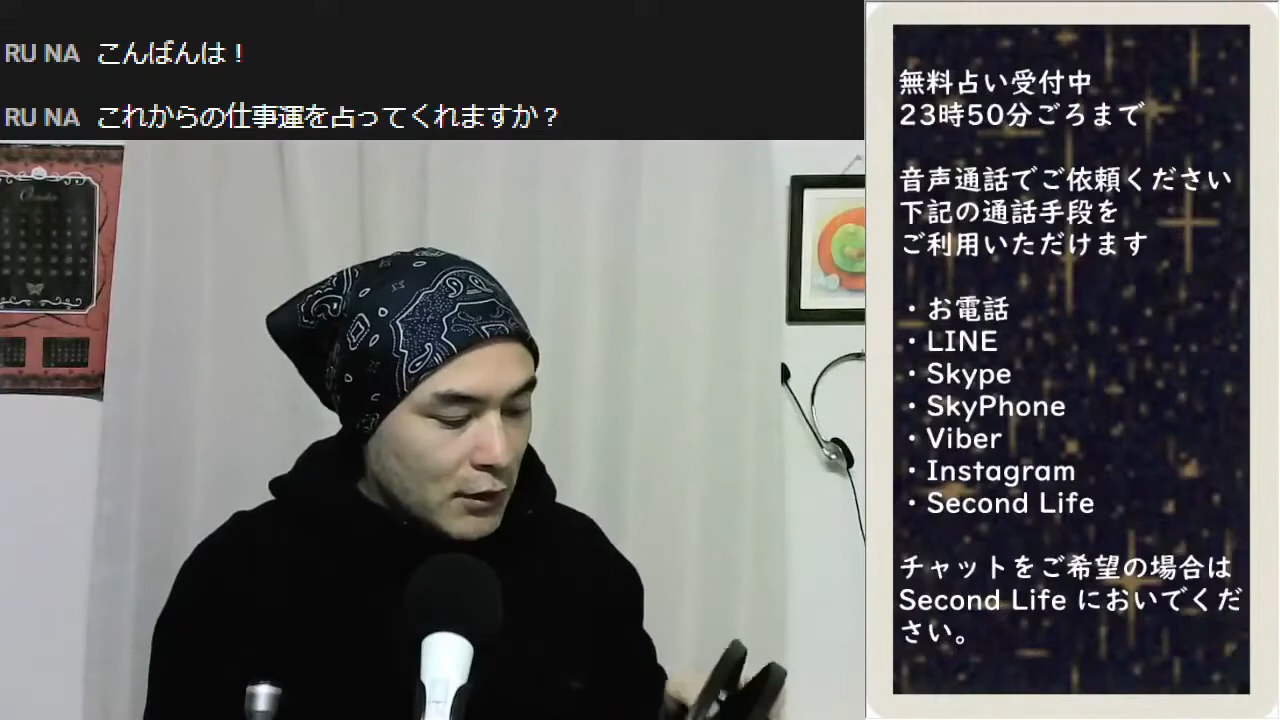 RU NA こんばんは！
RU NA これからの仕事運を占ってくれますか？
無料占い受付中
23時50分ごろまで
音声通話でご依頼ください
下記の通話手段を
ご利用いただけます
・お電話
・LINE
・Skype
・SkyPhone
・Viber
・Instagram
・Second Life
チャットをご希望の場合は
Second Life においでくだ
さい。